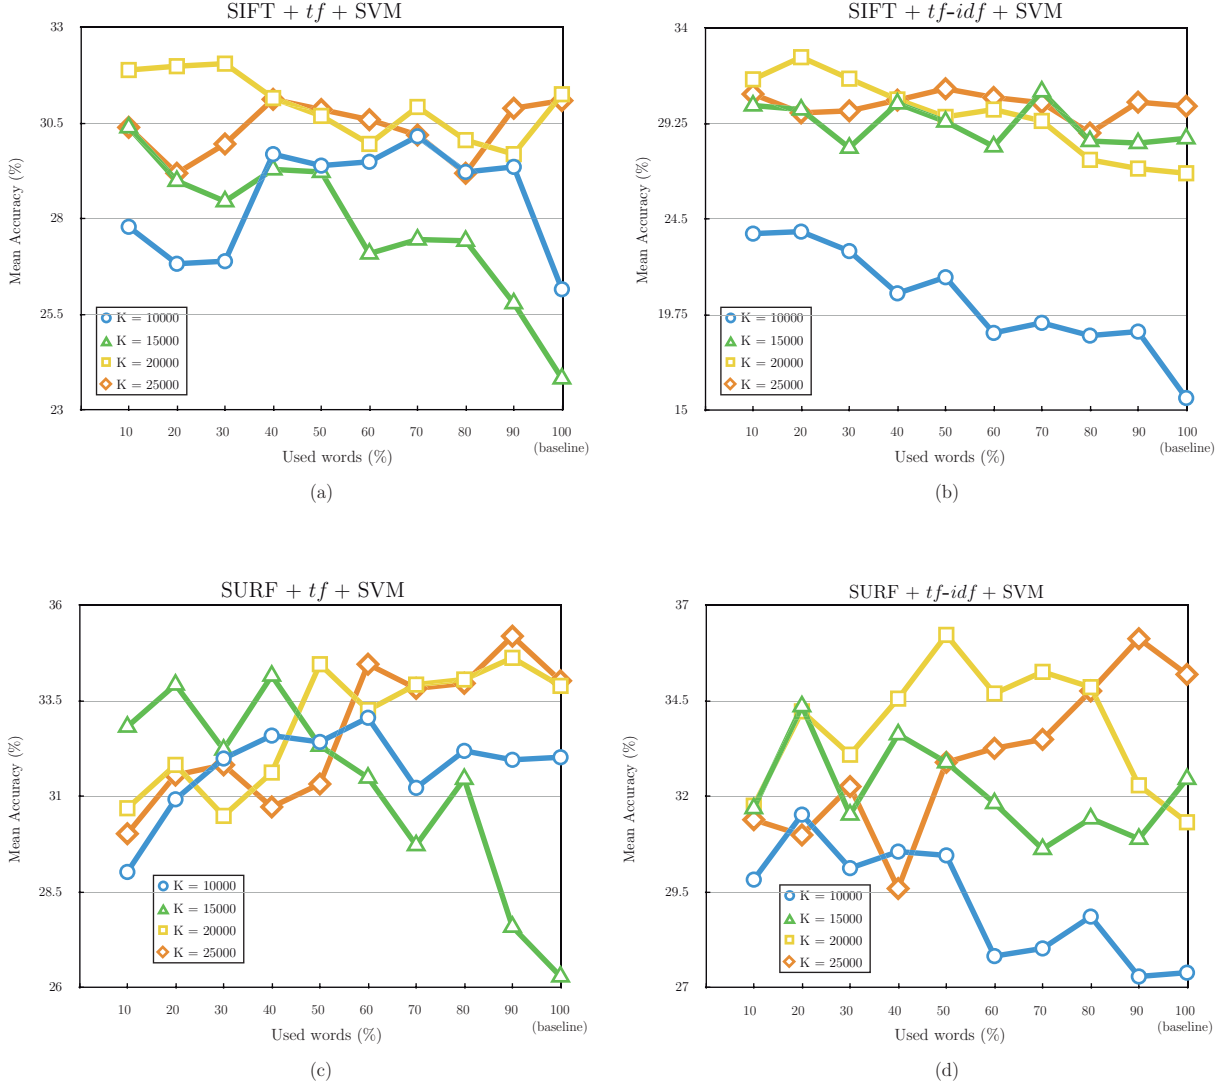 SIFT + tf + SVM
33
30.5
28
25.5
23
Mean Accuracy (%)
K = 10000
K = 15000
K = 20000
K = 25000
10 20 30 40 50 60 70 80 90 100
(baseline)
Used words (%)
(a)
SIFT + tf-idf + SVM
34
29.25
24.5
19.75
15
Mean Accuracy (%)
K = 10000
K = 15000
K = 20000
K = 25000
10 20 30 40 50 60 70 80 90 100
(baseline)
Used words (%)
(b)
SURF + tf + SVM
36
33.5
31
28.5
26
Mean Accuracy (%)
K = 10000
K = 15000
K = 20000
K = 25000
10 20 30 40 50 60 70 80 90 100
(baseline)
Used words (%)
(c)
SURF + tf-idf + SVM
37
34.5
32
29.5
27
Mean Accuracy (%)
K = 10000
K = 15000
K = 20000
K = 25000
10 20 30 40 50 60 70 80 90 100
(baseline)
Used words (%)
(d)